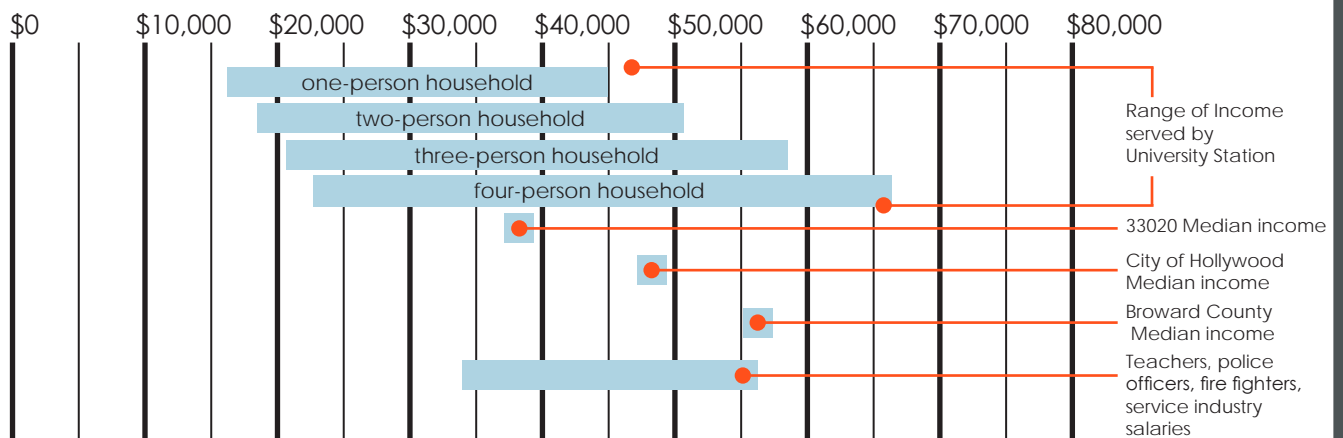 $0 $10,000 $20,000 $30,000 $40,000 $50,000 $60,000 $70,000 $80,000
one-person household
two-person household
three-person household
four-person household
Range of Income
served by
University Station
33020 Median income
City of Hollywood
Median income
Broward County
Median income
Teachers, police
officers, fire fighters,
service industry
salaries